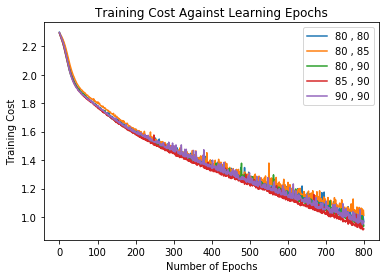 Training Cost Against Learning Epochs
80 , 80
80 , 85
80 , 90
85 , 90
90 , 90
Training Cost
2.2
2.0
1.8
1.6
1.4
1.2
1.0
0 100 200 300 400 500 600 700 800
Number of Epochs